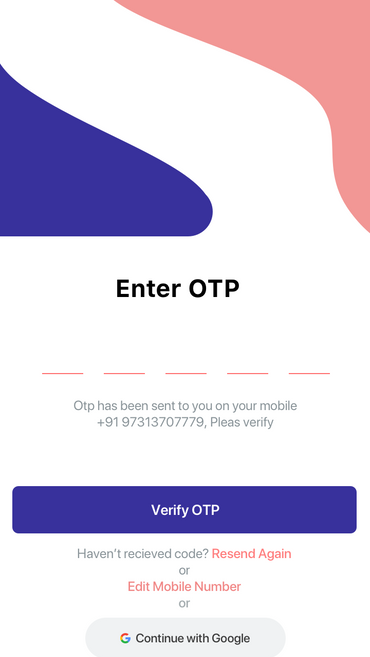 Enter OTP
Otp has been sent to you on your mobile
+91 97313707779, Pleas verify
Verify OTP
Haven't recieved code? Resend Again
or
Edit Mobile Number
or
Continue with Google